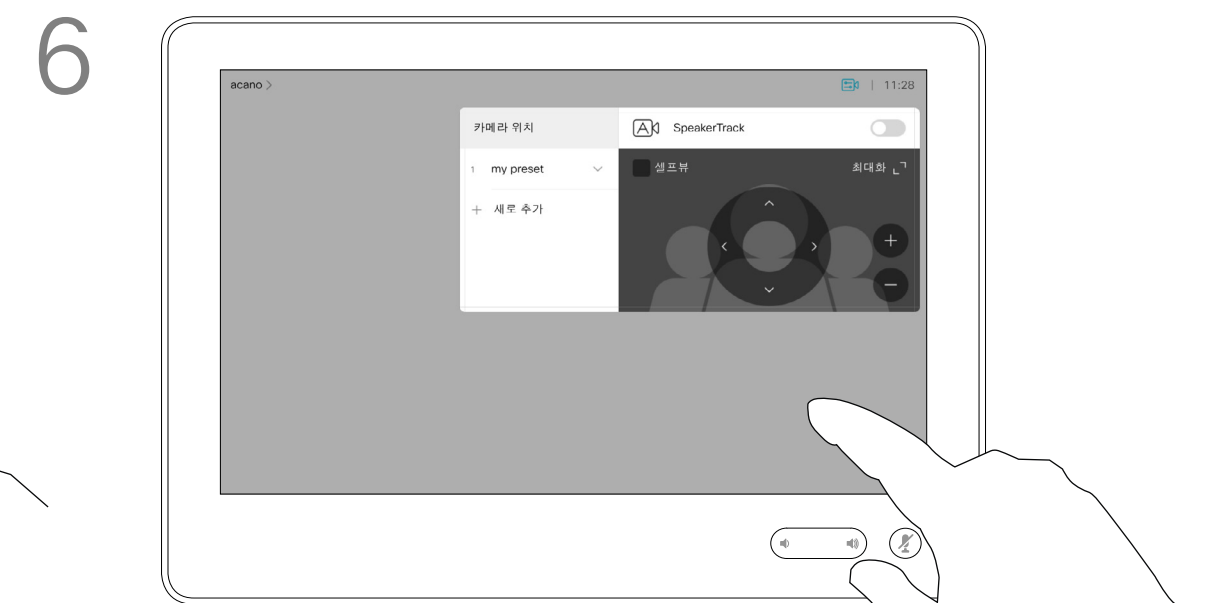 6
acano >
11:28
카메라 위치
SpeakerTrack
1 my preset
셀프뷰
최대화
+ 새로 추가